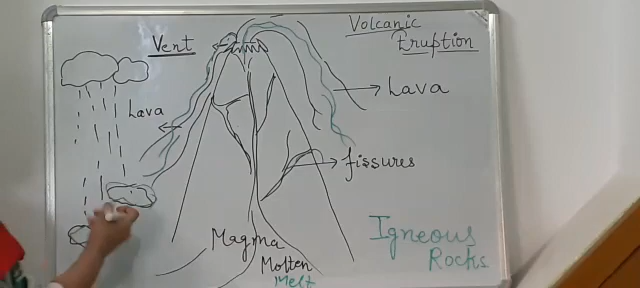 Volcanic
Eruption
Vent
Lava
Lava
fissures
Magma
Molten
Melt
Igneous
Rocks